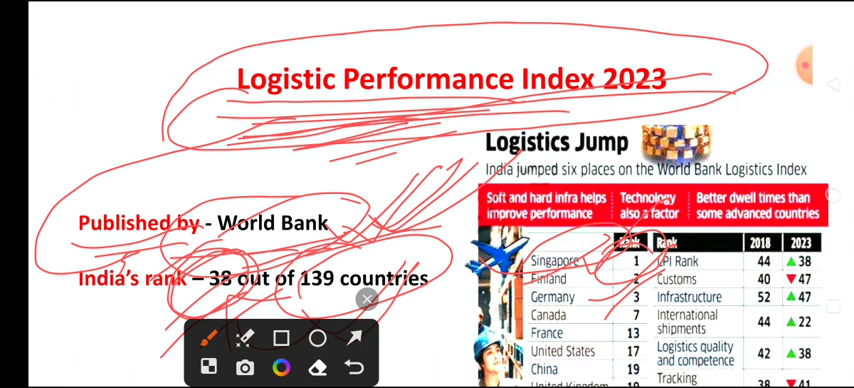 Logistic Performance Index 2023
Logistics Jump
India jumped six places on the World Bank Logistics Index
Soft and hard infra helps improve performance
Technology also a factor
Better dwell times than some advanced countries
Published by - World Bank
India's rank – 38 out of 139 countries
Rank
Singapore 1
Finland 2
Germany 3
Canada 7
France 13
United States 17
China 19
United Kingdom 19
Rank 2018 2023
LPI Rank 44 ▲ 38
Customs 40 ▼ 47
Infrastructure 52 ▲ 47
International shipments 44 ▲ 22
Logistics quality and competence 42 ▲ 38
Tracking 38 ▼ 41